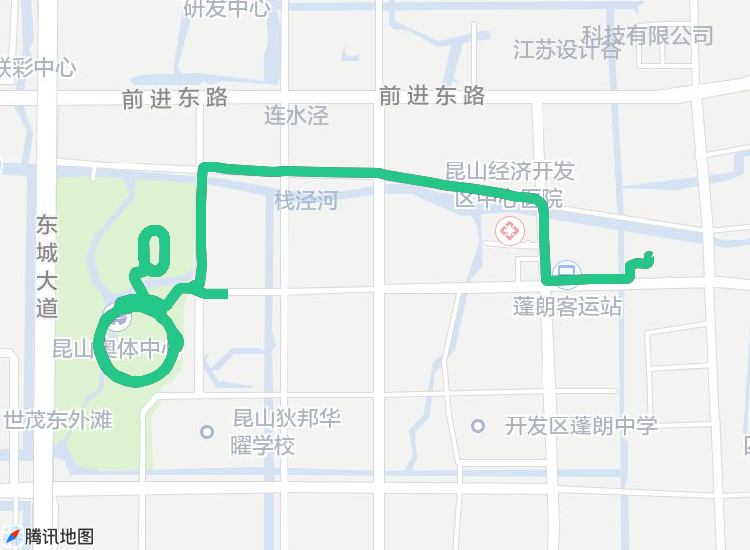 研发中心
科技有限公司
江苏设计谷
联彩中心
前进东路
前进东路
连水泾
昆山经济开发
区中心医院
栈泾河
东城大道
蓬朗客运站
昆山奥体中心
世茂东外滩
昆山狄邦华
曜学校
开发区蓬朗中学
腾讯地图